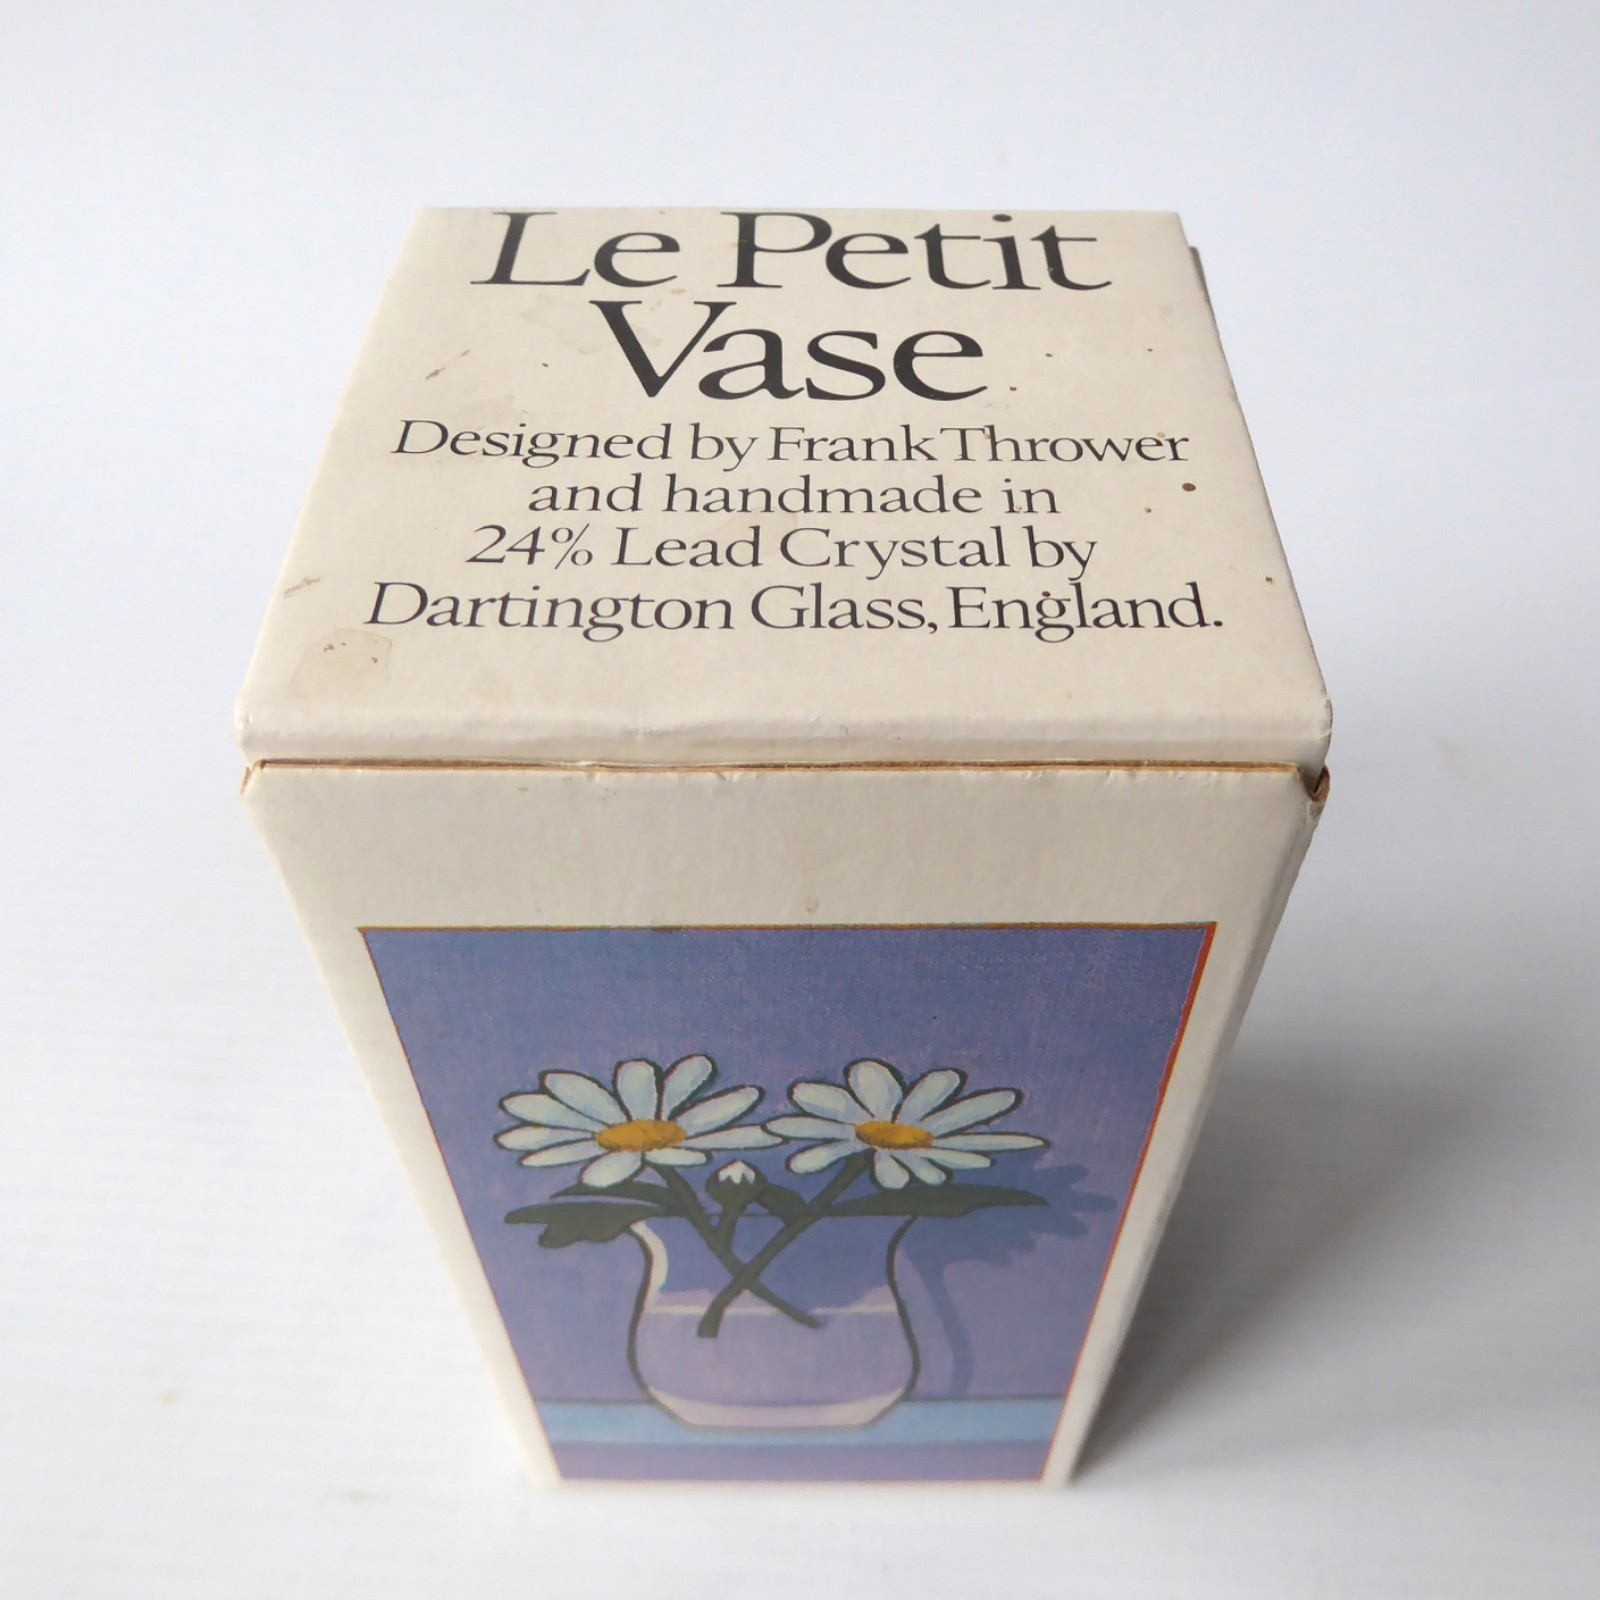 Le Petit
Vase
Designed by Frank Thrower
and handmade in
24% Lead Crystal by
Dartington Glass, England.